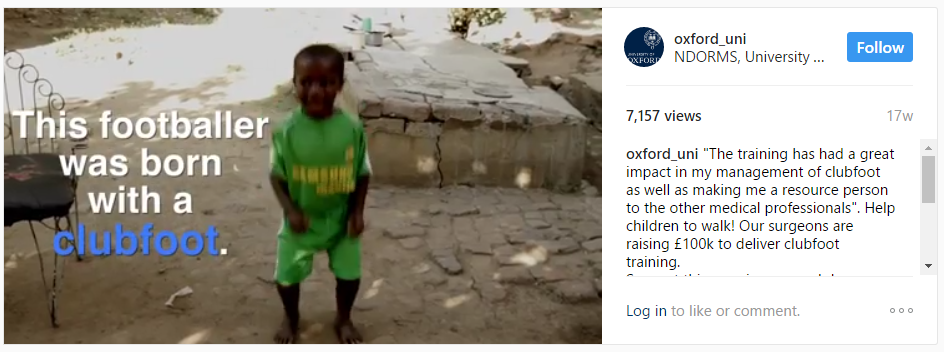 This footballer
was born
with a
clubfoot.
UNIVERSITY OF
OXFORD
oxford_uni
NDORMS, University ...
Follow
7,157 views
17w
oxford_uni "The training has had a great
impact in my management of clubfoot
as well as making me a resource person
to the other medical professionals". Help
children to walk! Our surgeons are
raising £100k to deliver clubfoot
training.
Log in to like or comment.